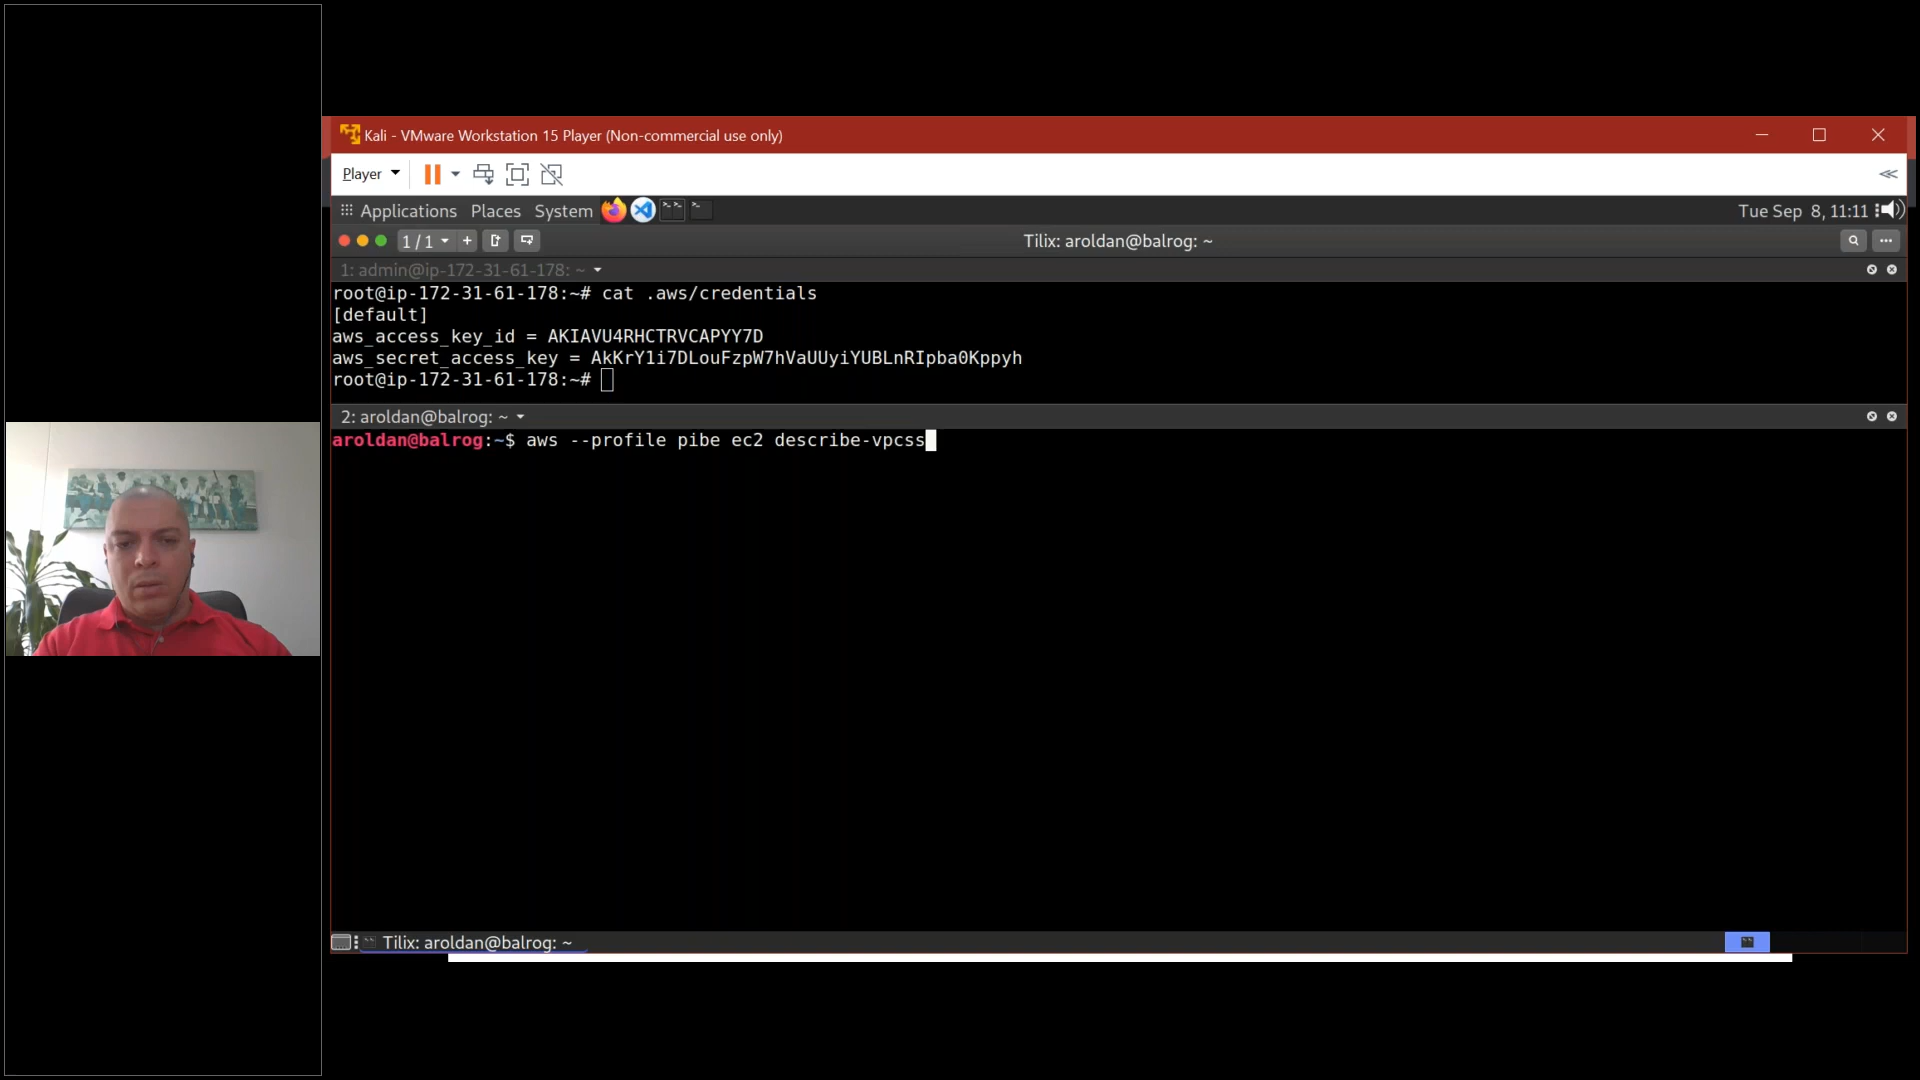 Kali - VMware Workstation 15 Player (Non-commercial use only)
Player
Applications Places System
Tue Sep 8, 11:11
1 / 1
Tilix: aroldan@balrog: ~
1: admin@ip-172-31-61-178: ~
root@ip-172-31-61-178:~# cat .aws/credentials
[default]
aws_access_key_id = AKIAVU4RHCTRVCAPYY7D
aws_secret_access_key = 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
root@ip-172-31-61-178:~#
2: aroldan@balrog: ~
aroldan@balrog:~$ aws --profile pibe ec2 describe-vpcss
Tilix: aroldan@balrog: ~